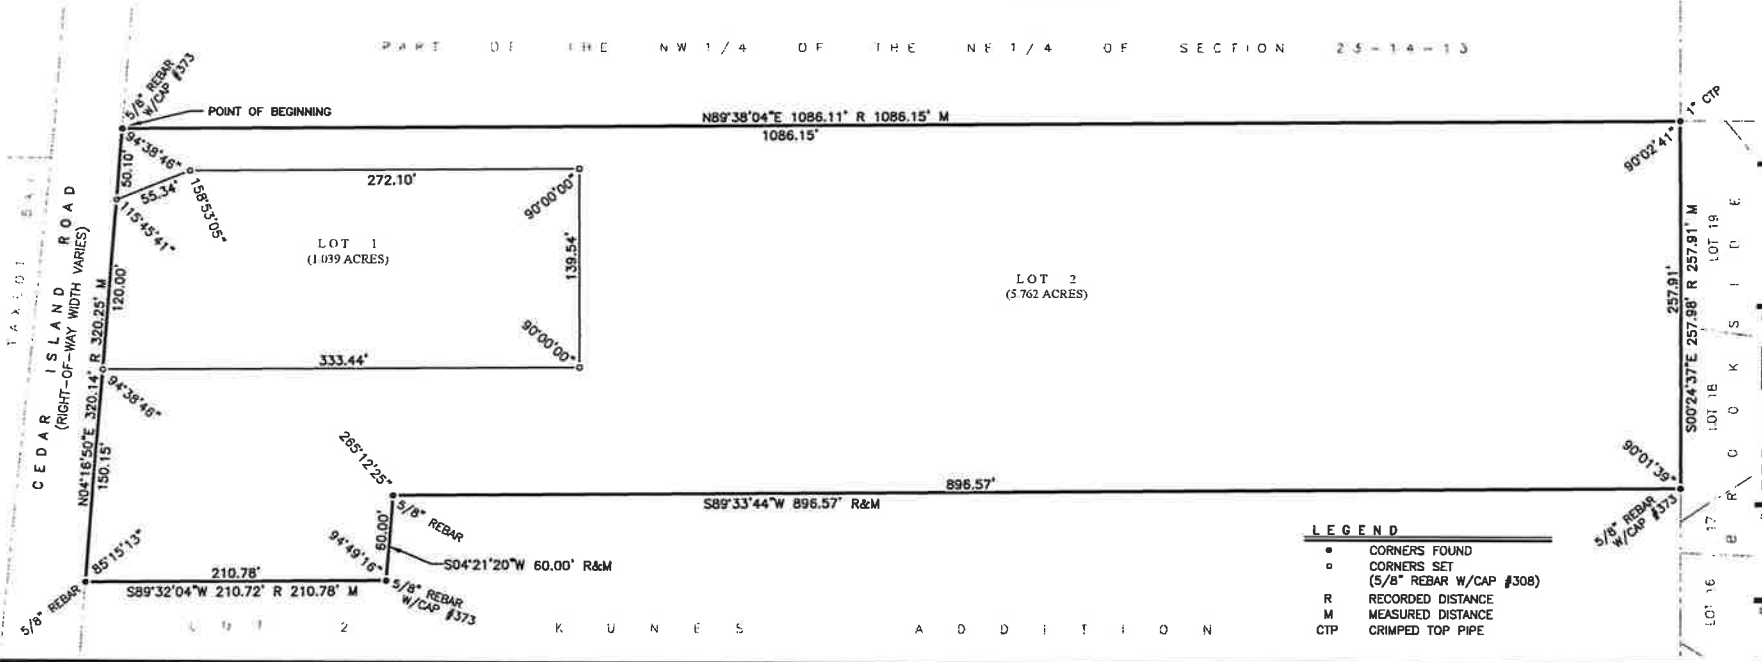 PART OF THE NW 1/4 OF THE NE 1/4 OF SECTION 23-14-13
5/8" REBAR
W/CAP #373
POINT OF BEGINNING
N89°38'04"E 1086.11' R 1086.15' M
1086.15'
1" CTP
94°38'46"
90°02'41"
50.10'
55.34'
272.10'
158°53'05"
115°45'41"
90°00'00"
LOT 1
(1.039 ACRES)
139.54'
LOT 2
(5.762 ACRES)
120.00'
90°00'00"
333.44'
94°38'46"
CEDAR ISLAND ROAD
(RIGHT-OF-WAY WIDTH VARIES)
N04°16'50"E 320.14' R 320.25' M
150.15'
257.91'
S00°24'37"E 257.98' R 257.91' M
LOT 19
LOT 18
BROOKSIDE
17
LOT 16
265°12'25"
90°01'39"
896.57'
S89°33'44"W 896.57' R&M
5/8" REBAR
60.00'
S04°21'20"W 60.00' R&M
94°49'16"
85°15'13"
210.78'
S89°32'04"W 210.72' R 210.78' M
5/8" REBAR
5/8" REBAR
W/CAP #373
5/8" REBAR
W/CAP #373
2 KUNES ADDITION
LEGEND
CORNERS FOUND
CORNERS SET
(5/8" REBAR W/CAP #308)
R RECORDED DISTANCE
M MEASURED DISTANCE
CTP CRIMPED TOP PIPE